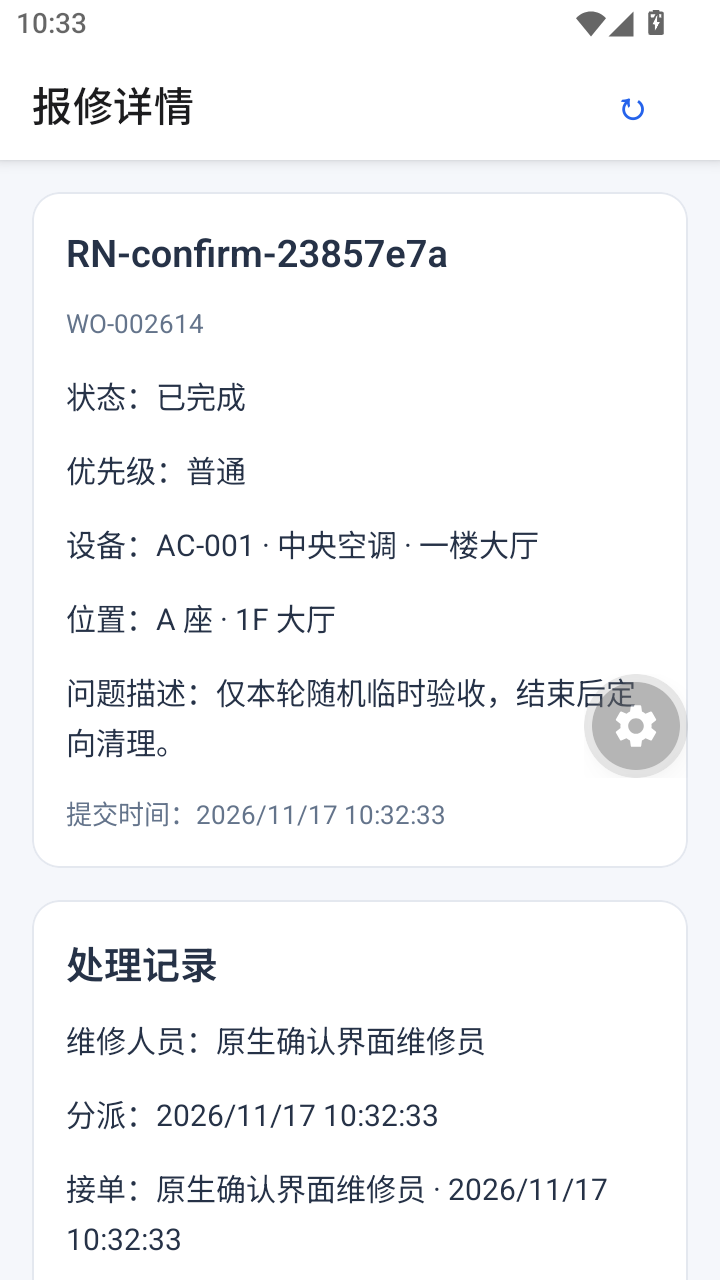 10:33
报修详情
RN-confirm-23857e7a
WO-002614
状态：已完成
优先级：普通
设备：AC-001 · 中央空调 · 一楼大厅
位置：A 座 · 1F 大厅
问题描述：仅本轮随机临时验收，结束后定
向清理。
提交时间：2026/11/17 10:32:33
处理记录
维修人员：原生确认界面维修员
分派：2026/11/17 10:32:33
接单：原生确认界面维修员 · 2026/11/17
10:32:33